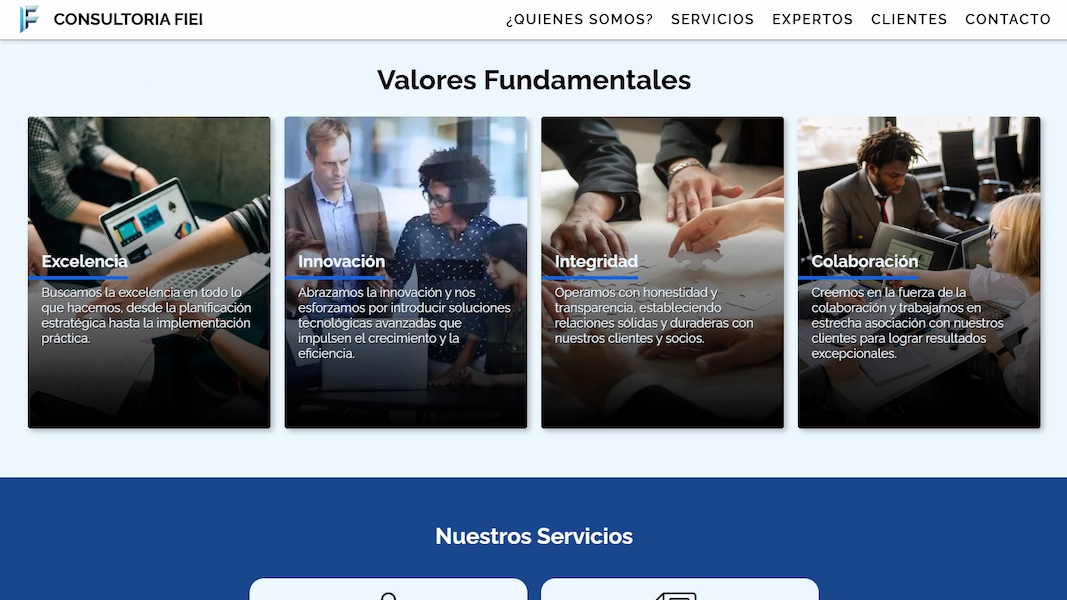 CONSULTORIA FIEI
¿QUIENES SOMOS? SERVICIOS EXPERTOS CLIENTES CONTACTO
Valores Fundamentales
Excelencia
Buscamos la excelencia en todo lo
que hacemos, desde la planificación
estratégica hasta la implementación
práctica.
Innovación
Abrazamos la innovación y nos
esforzamos por introducir soluciones
tecnológicas avanzadas que
impulsen el crecimiento y la
eficiencia.
Integridad
Operamos con honestidad y
transparencia, estableciendo
relaciones sólidas y duraderas con
nuestros clientes y socios.
Colaboración
Creemos en la fuerza de la
colaboración y trabajamos en
estrecha asociación con nuestros
clientes para lograr resultados
excepcionales.
Nuestros Servicios